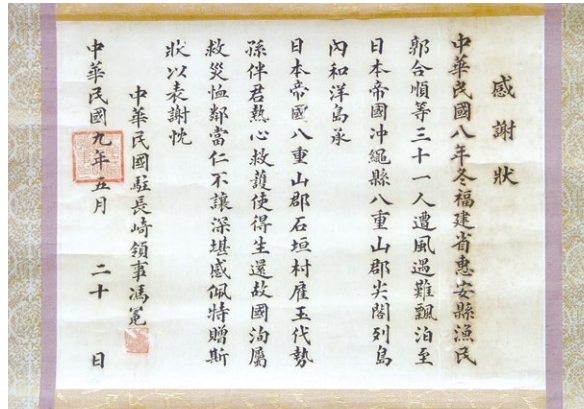 感謝狀
中華民國八年冬福建省惠安縣漁民
郭合順等三十一人遭風遇難飄泊至
日本帝國沖繩縣八重山郡尖閣列島
內和洋島承
日本帝國八重山郡石垣村雇玉代勢
孫伴君熱心救護使得生還故國洵屬
救災恤鄰當仁不讓深堪感佩特贈斯
狀以表謝忱
中華民國駐長崎領事馮冕
中華民國九年五月二十日